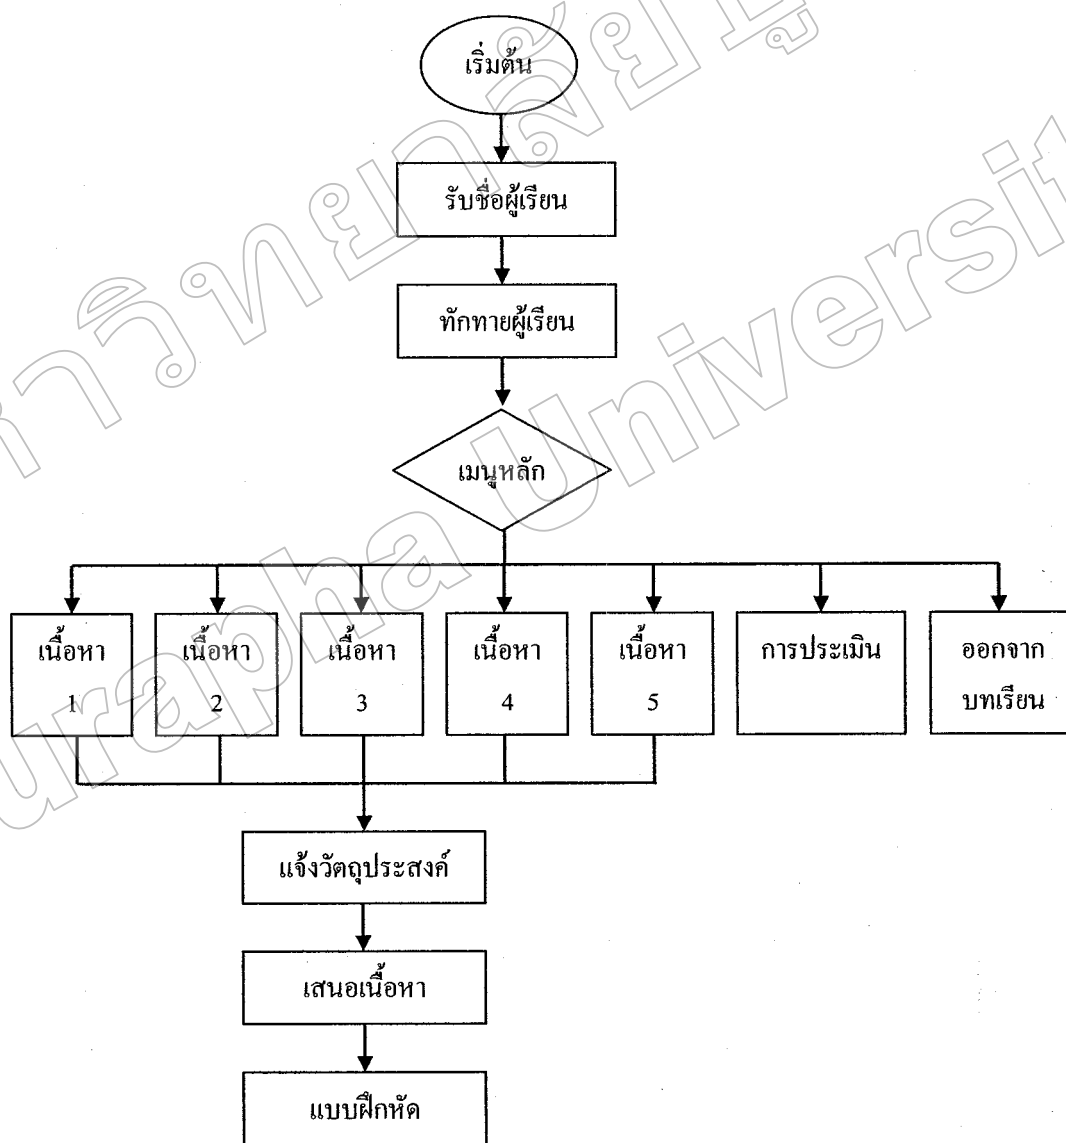 เริ่มต้น
รับชื่อผู้เรียน
ทักทายผู้เรียน
เมนูหลัก
เนื้อหา
1
เนื้อหา
2
เนื้อหา
3
เนื้อหา
4
เนื้อหา
5
การประเมิน
ออกจาก
บทเรียน
แจ้งวัตถุประสงค์
เสนอเนื้อหา
แบบฝึกหัด